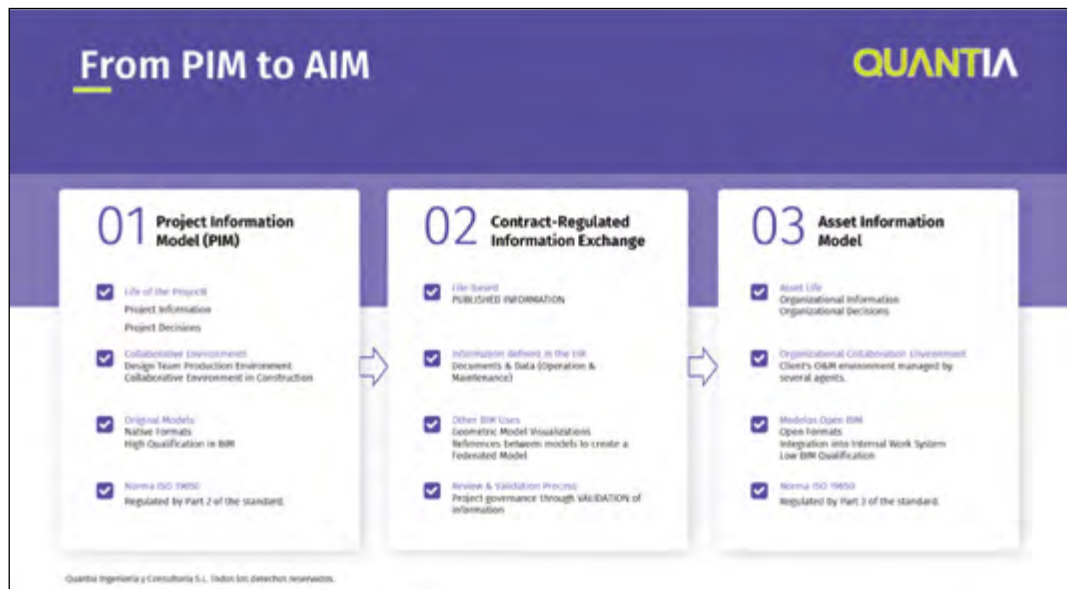 From PIM to AIM
QUANTIA
01 Project Information
Model (PIM)
Life of the Project
Project Information
Project Decisions
Collaborative Environments
Design Team Production Environment
Collaborative Environment in Construction
Original Models
Native Formats
High Qualification in BIM
Norma ISO 19650
Regulated by Part 2 of the standard.
02 Contract-Regulated
Information Exchange
File Based
PUBLISHED INFORMATION
Information defined in the EIR
Documents & Data (Operation &
Maintenance)
Other BIM Uses
Geometric Model Visualizations
References between models to create a
Federated Model
Review & Validation Process
Project governance through VALIDATION of
information
03 Asset Information
Model
Asset Life
Organizational Information
Organizational Decisions
Organizational Collaboration Environment
Client's O&M environment managed by
several agents.
Modelos Open BIM
Open Formats
Integration into Internal Work System
Low BIM Qualification
Norma ISO 19650
Regulated by Part 3 of the standard.
Quantia Ingeniería y Consultoría S.L. Todos los derechos reservados.